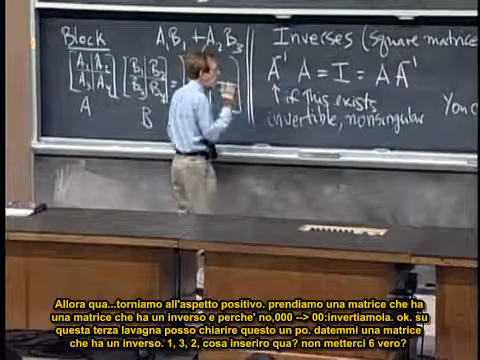 Block
A₁B₁ + A₂B₃
A₁ A₂ B₁ B₂ =
A₃ A₄ B₃ B₄
A B
Inverses (square matrices
A⁻¹ A = I = A A⁻¹
↑ if this exists
invertible, nonsingular
You c
Allora qua...torniamo all'aspetto positivo. prendiamo una matrice che ha
una matrice che ha un inverso e perche' no,000 --> 00:invertiamola. ok. su
questa terza lavagna posso chiarire questo un po. datemmi una matrice
che ha un inverso. 1, 3, 2, cosa inseriro qua? non metterci 6 vero?